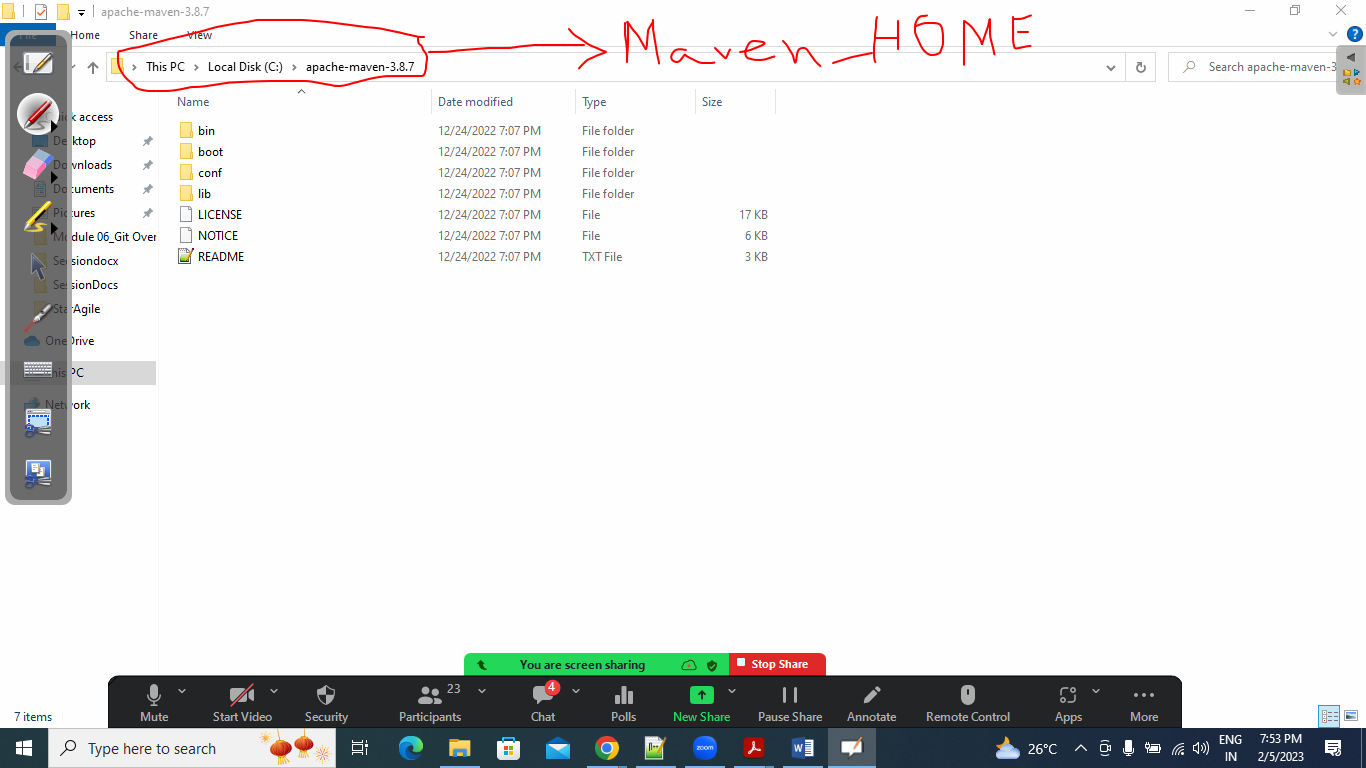 apache-maven-3.8.7
File Home Share View
Maven_HOME
This PC > Local Disk (C:) > apache-maven-3.8.7
Search apache-maven-3
Name Date modified Type Size
bin 12/24/2022 7:07 PM File folder
boot 12/24/2022 7:07 PM File folder
conf 12/24/2022 7:07 PM File folder
lib 12/24/2022 7:07 PM File folder
LICENSE 12/24/2022 7:07 PM File 17 KB
NOTICE 12/24/2022 7:07 PM File 6 KB
README 12/24/2022 7:07 PM TXT File 3 KB
ick access
Desktop
Downloads
Documents
Pictures
Module 06_Git Over
Sessiondocx
SessionDocs
StarAgile
OneDrive
This PC
Network
You are screen sharing Stop Share
23 4
Mute Start Video Security Participants Chat Polls New Share Pause Share Annotate Remote Control Apps More
7 items
Type here to search
zoom
26°C
ENG
IN
7:53 PM
2/5/2023